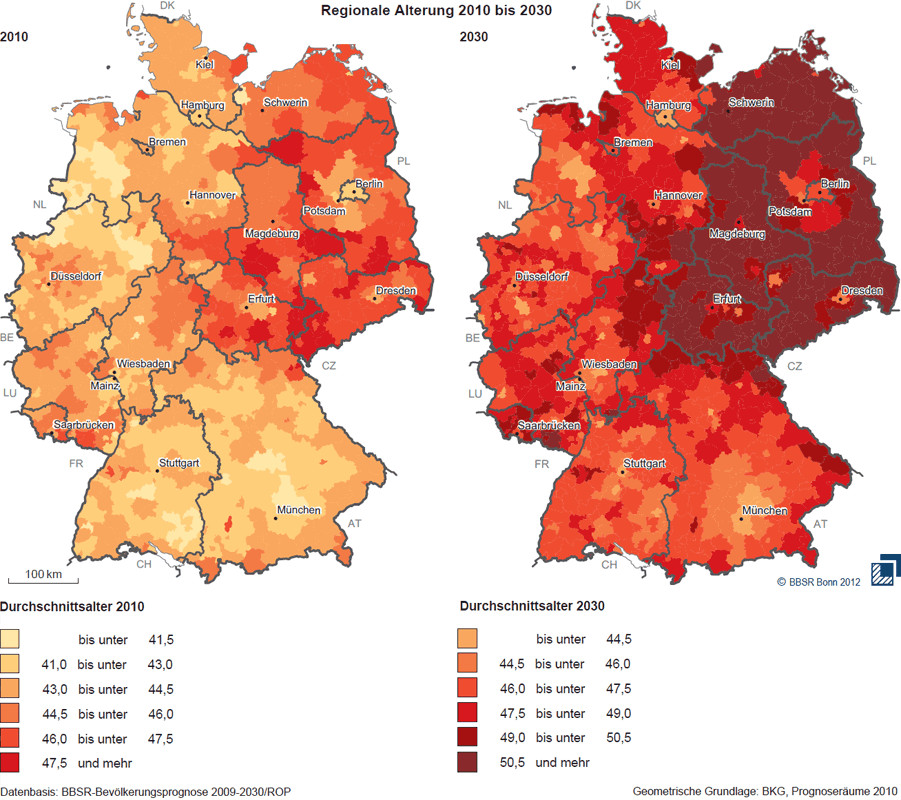 Regionale Alterung 2010 bis 2030
2010
DK
Kiel
Hamburg
Schwerin
Bremen
PL
Berlin
Hannover
Potsdam
NL
Magdeburg
Düsseldorf
Dresden
Erfurt
BE
Wiesbaden
CZ
Mainz
LU
Saarbrücken
FR
Stuttgart
München
AT
CH
100 km
2030
DK
Kiel
Hamburg
Schwerin
Bremen
PL
Berlin
Hannover
Potsdam
NL
Magdeburg
Düsseldorf
Dresden
Erfurt
BE
Wiesbaden
CZ
Mainz
LU
Saarbrücken
FR
Stuttgart
München
AT
CH
© BBSR Bonn 2012
Durchschnittsalter 2010
bis unter 41,5
41,0 bis unter 43,0
43,0 bis unter 44,5
44,5 bis unter 46,0
46,0 bis unter 47,5
47,5 und mehr
Durchschnittsalter 2030
bis unter 44,5
44,5 bis unter 46,0
46,0 bis unter 47,5
47,5 bis unter 49,0
49,0 bis unter 50,5
50,5 und mehr
Datenbasis: BBSR-Bevölkerungsprognose 2009-2030/ROP
Geometrische Grundlage: BKG, Prognoseräume 2010